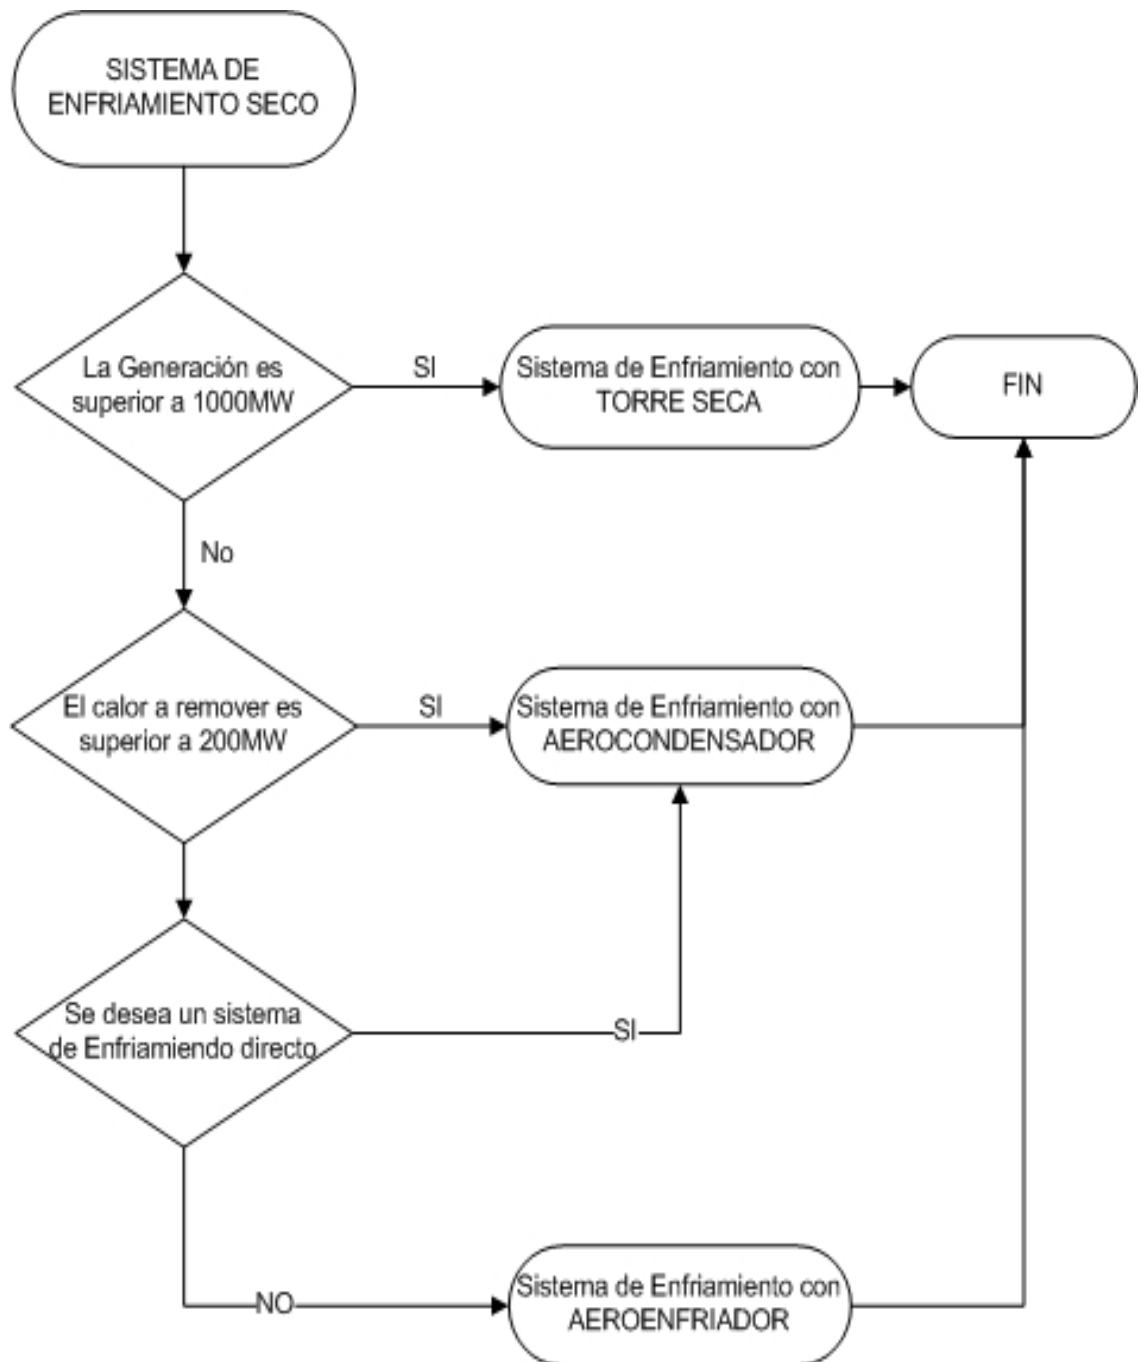 SISTEMA DE
ENFRIAMIENTO SECO
La Generación es
superior a 1000MW
SI
Sistema de Enfriamiento con
TORRE SECA
FIN
No
El calor a remover es
superior a 200MW
SI
Sistema de Enfriamiento con
AEROCONDENSADOR
Se desea un sistema
de Enfriamiendo directo
SI
NO
Sistema de Enfriamiento con
AEROENFRIADOR